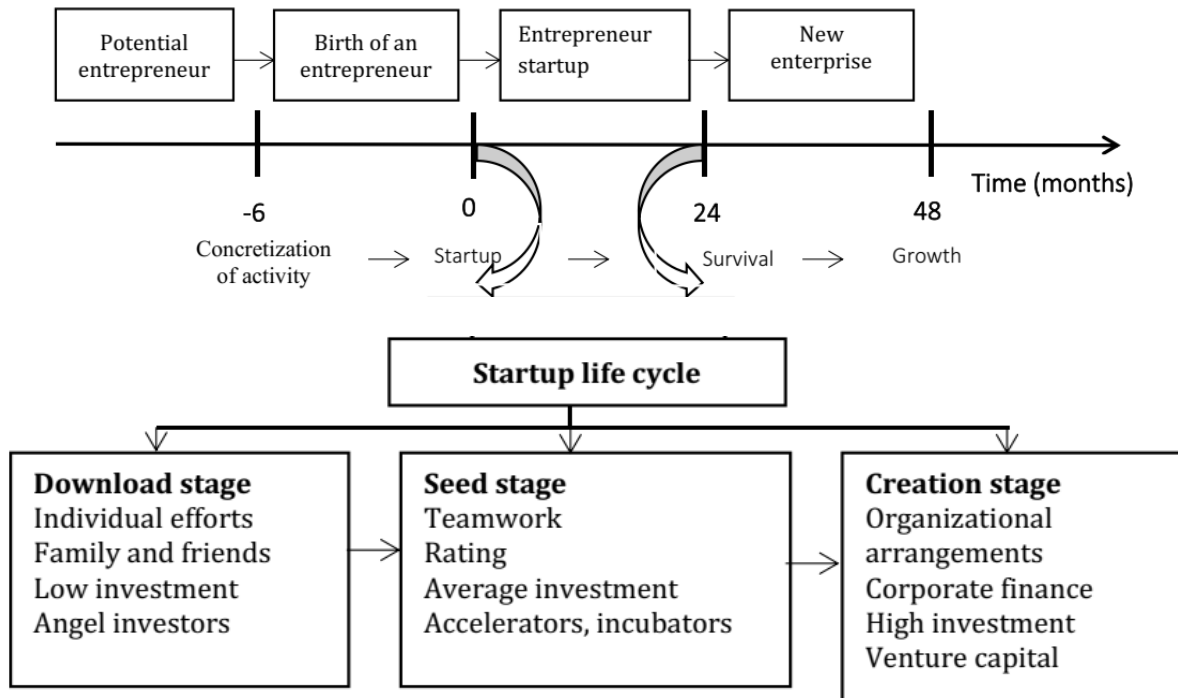 Potential
entrepreneur
Birth of an
entrepreneur
Entrepreneur
startup
New
enterprise
Time (months)
-6
0
24
48
Concretization
of activity
Startup
Survival
Growth
Startup life cycle
Download stage
Individual efforts
Family and friends
Low investment
Angel investors
Seed stage
Teamwork
Rating
Average investment
Accelerators, incubators
Creation stage
Organizational
arrangements
Corporate finance
High investment
Venture capital